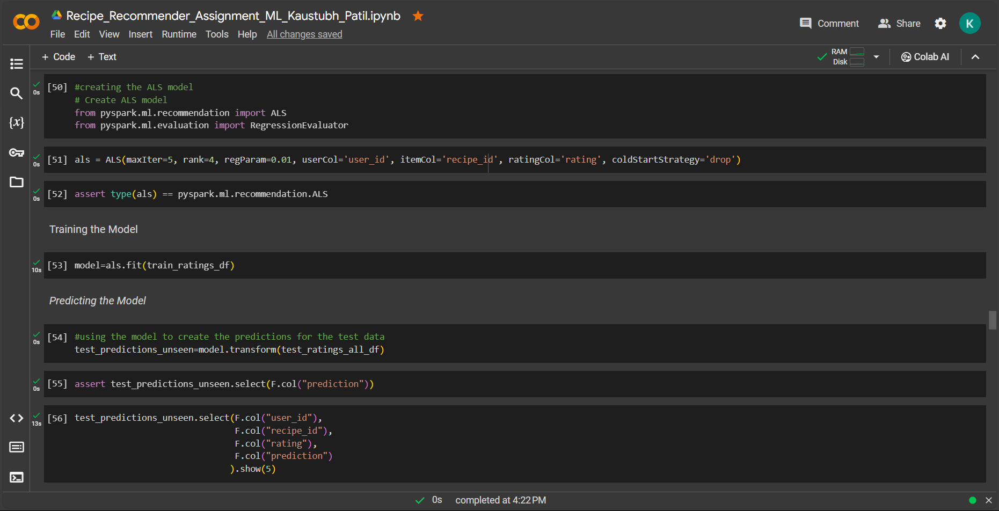 Recipe_Recommender_Assignment_ML_Kaustubh_Patil.ipynb
Comment Share K
File Edit View Insert Runtime Tools Help All changes saved
+ Code + Text
RAM
Disk
Colab AI
[50] #creating the ALS model
0s
# Create ALS model
from pyspark.ml.recommendation import ALS
from pyspark.ml.evaluation import RegressionEvaluator
[51] als = ALS(maxIter=5, rank=4, regParam=0.01, userCol='user_id', itemCol='recipe_id', ratingCol='rating', coldStartStrategy='drop')
0s
[52] assert type(als) == pyspark.ml.recommendation.ALS
0s
Training the Model
[53] model=als.fit(train_ratings_df)
10s
Predicting the Model
[54] #using the model to create the predictions for the test data
0s
test_predictions_unseen=model.transform(test_ratings_all_df)
[55] assert test_predictions_unseen.select(F.col("prediction"))
0s
[56] test_predictions_unseen.select(F.col("user_id"),
13s
F.col("recipe_id"),
F.col("rating"),
F.col("prediction")
).show(5)
0s completed at 4:22 PM